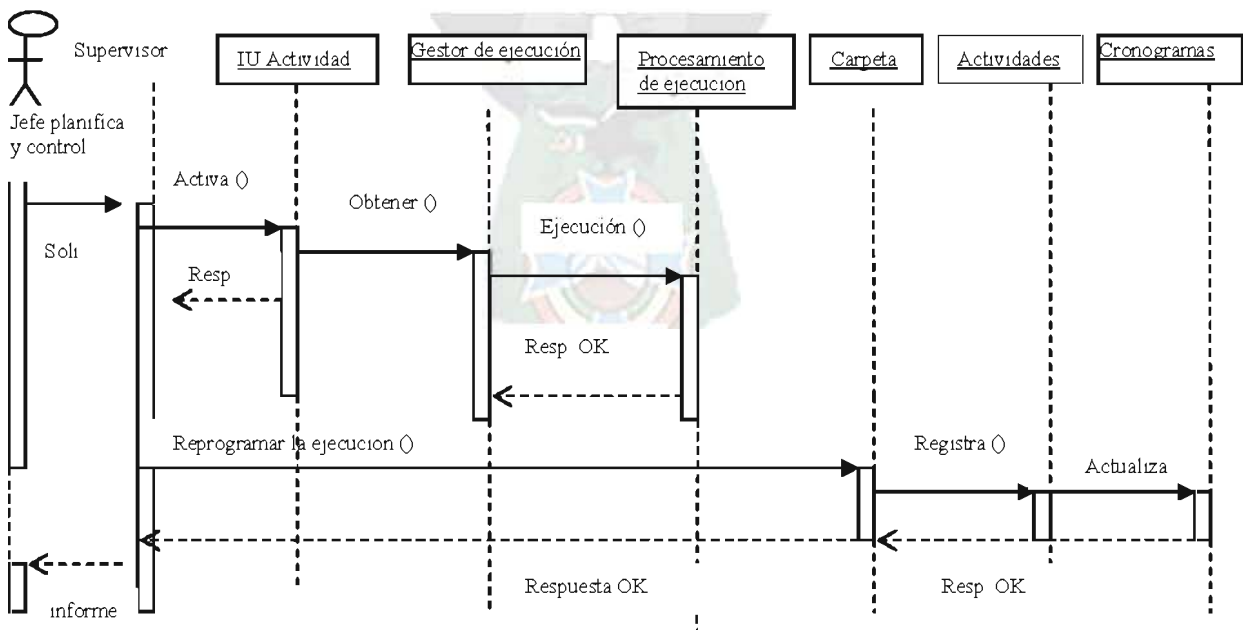 Supervisor
IU Actividad
Gestor de ejecución
Procesamiento
de ejecucion
Carpeta
Actividades
Cronogramas
Jefe planifica
y control
Activa ()
Obtener ()
Ejecución ()
Soli
Resp
Resp OK
Reprogramar la ejecucion ()
Registra ()
Actualiza
Respuesta OK
Resp OK
informe